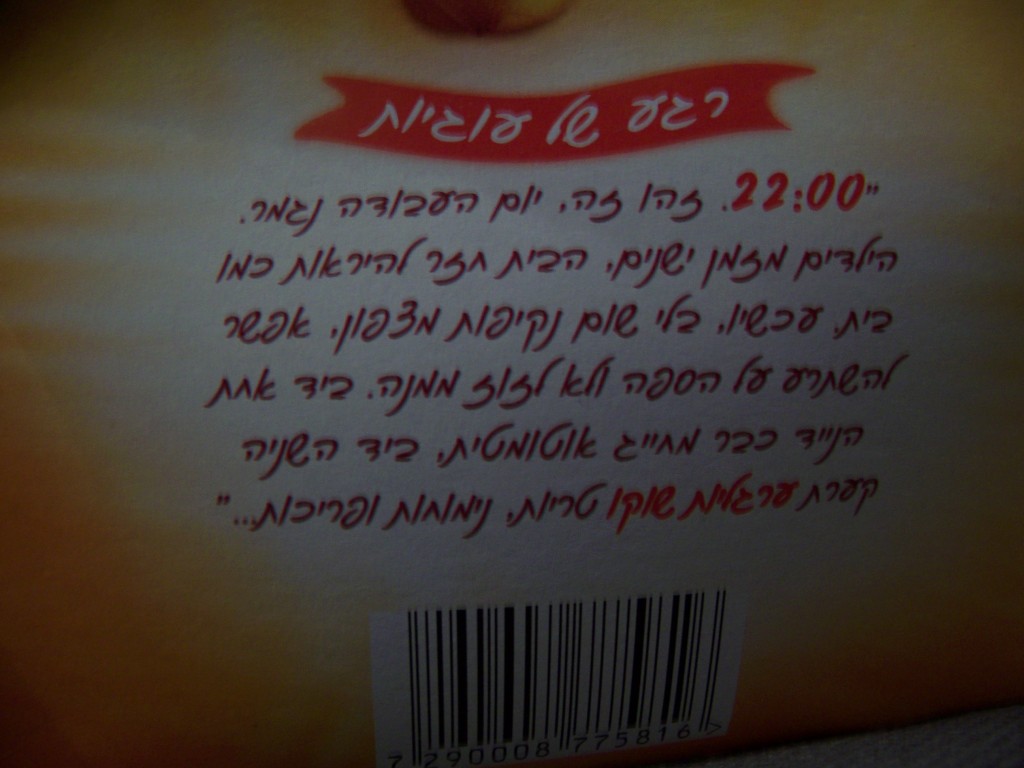 רגע של עוגיות
"22:00. זהו זה, יום העבודה נגמר.
הילדים מזמן ישנים, הבית חזר להיראות כמו
בית. עכשיו, בלי שום נקיפות מצפון, אפשר
להשתרע על הספה ולא לזוז ממנה. ביד אחת
הנייד כבר מחייג אוטומטית, ביד השניה
קערת ערגליות שוקו טריות, נימוחות ופריכות..."
7 290008 775816 >